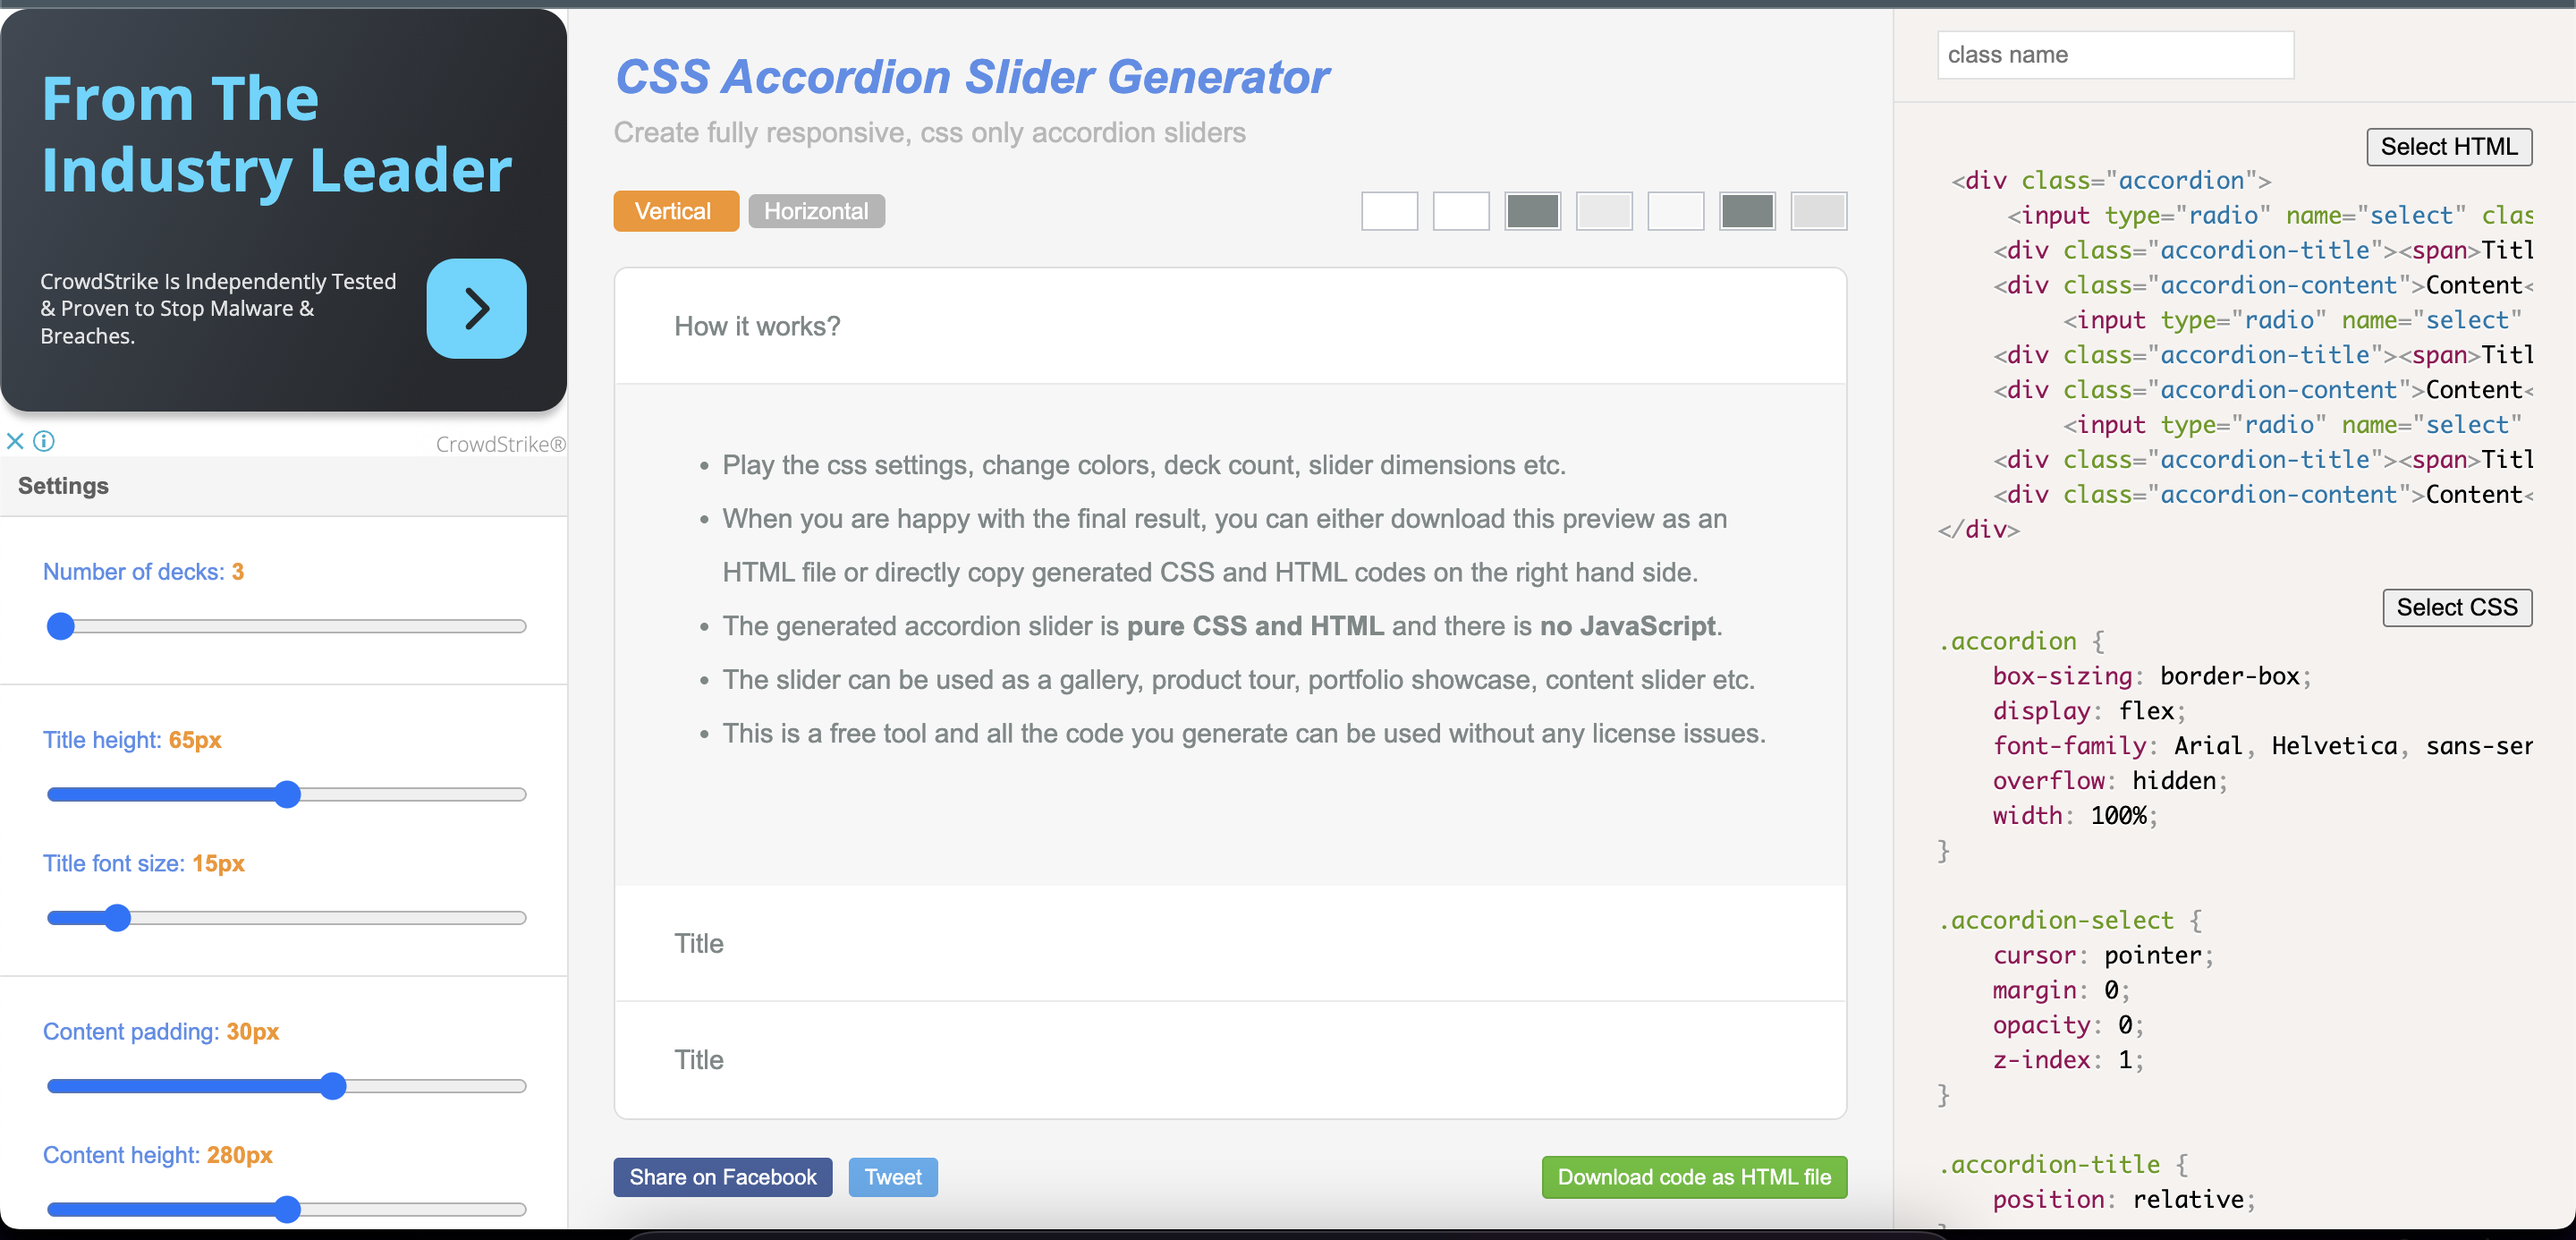 From The
Industry Leader
CrowdStrike Is Independently Tested
& Proven to Stop Malware &
Breaches.
CrowdStrike®
Settings
Number of decks: 3
Title height: 65px
Title font size: 15px
Content padding: 30px
Content height: 280px
CSS Accordion Slider Generator
Create fully responsive, css only accordion sliders
Vertical
Horizontal
How it works?
• Play the css settings, change colors, deck count, slider dimensions etc.
• When you are happy with the final result, you can either download this preview as an
HTML file or directly copy generated CSS and HTML codes on the right hand side.
• The generated accordion slider is pure CSS and HTML and there is no JavaScript.
• The slider can be used as a gallery, product tour, portfolio showcase, content slider etc.
• This is a free tool and all the code you generate can be used without any license issues.
Title
Title
Share on Facebook
Tweet
Download code as HTML file
class name
Select HTML
<div class="accordion">
<input type="radio" name="select" clas
<div class="accordion-title"><span>Titl
<div class="accordion-content">Content<
<input type="radio" name="select"
<div class="accordion-title"><span>Titl
<div class="accordion-content">Content<
<input type="radio" name="select"
<div class="accordion-title"><span>Titl
<div class="accordion-content">Content<
</div>
Select CSS
.accordion {
box-sizing: border-box;
display: flex;
font-family: Arial, Helvetica, sans-ser
overflow: hidden;
width: 100%;
}
.accordion-select {
cursor: pointer;
margin: 0;
opacity: 0;
z-index: 1;
}
.accordion-title {
position: relative;